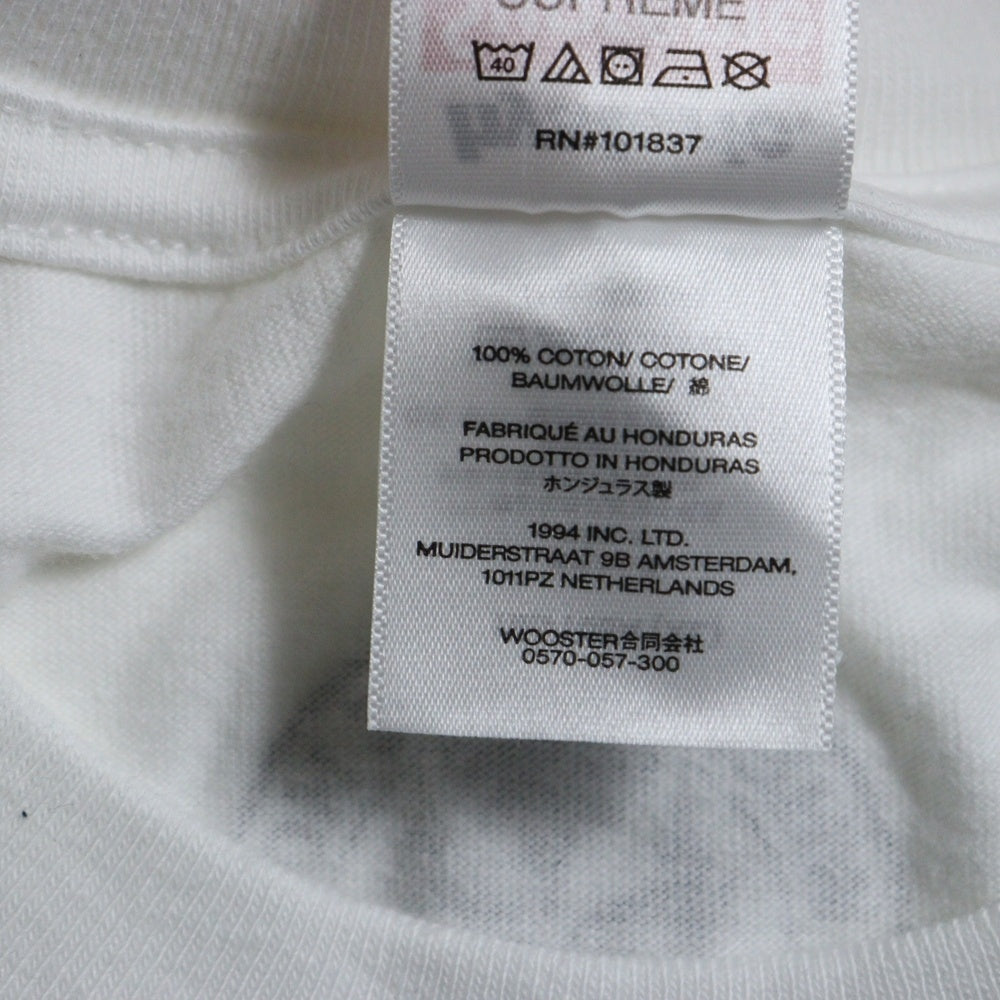 SUPREME
40
RN#101837
100% COTON/ COTONE/
BAUMWOLLE/ 綿
FABRIQUÉ AU HONDURAS
PRODOTTO IN HONDURAS
ホンジュラス製
1994 INC. LTD.
MUIDERSTRAAT 9B AMSTERDAM,
1011PZ NETHERLANDS
WOOSTER合同会社
0570-057-300